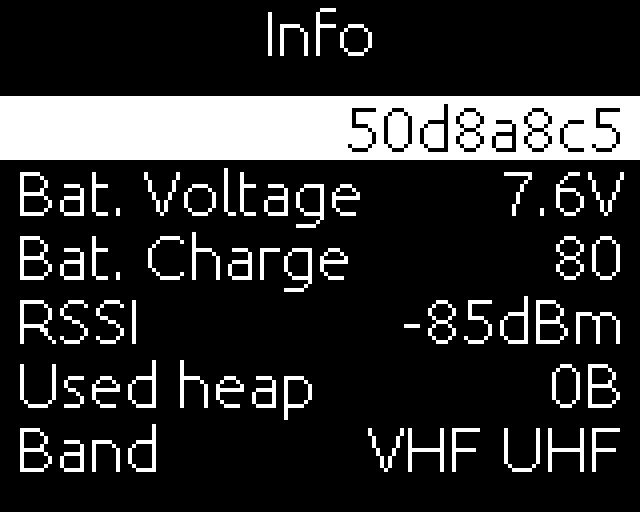 Info
50d8a8c5
Bat. Voltage 7.6V
Bat. Charge 80
RSSI -85dBm
Used heap 0B
Band VHF UHF